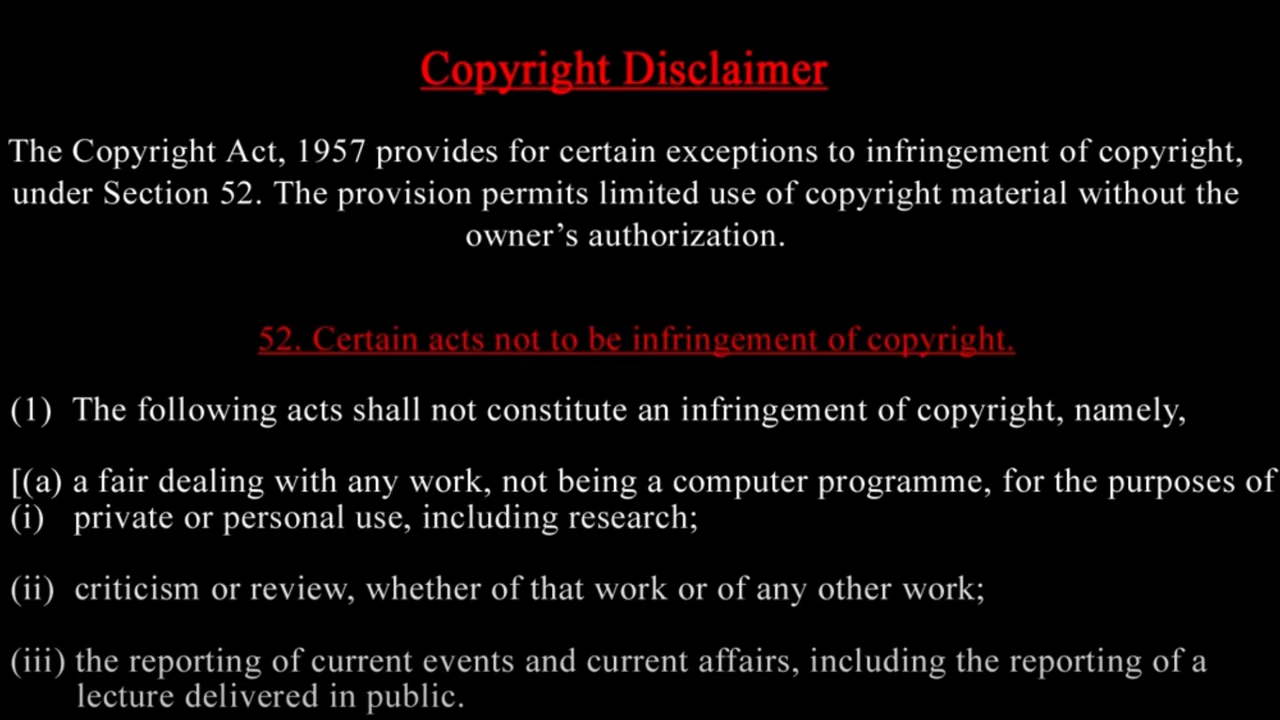 Copyright Disclaimer
The Copyright Act, 1957 provides for certain exceptions to infringement of copyright,
under Section 52. The provision permits limited use of copyright material without the
owner’s authorization.
52. Certain acts not to be infringement of copyright.
(1) The following acts shall not constitute an infringement of copyright, namely,
[(a) a fair dealing with any work, not being a computer programme, for the purposes of
(i) private or personal use, including research;
(ii) criticism or review, whether of that work or of any other work;
(iii) the reporting of current events and current affairs, including the reporting of a
lecture delivered in public.